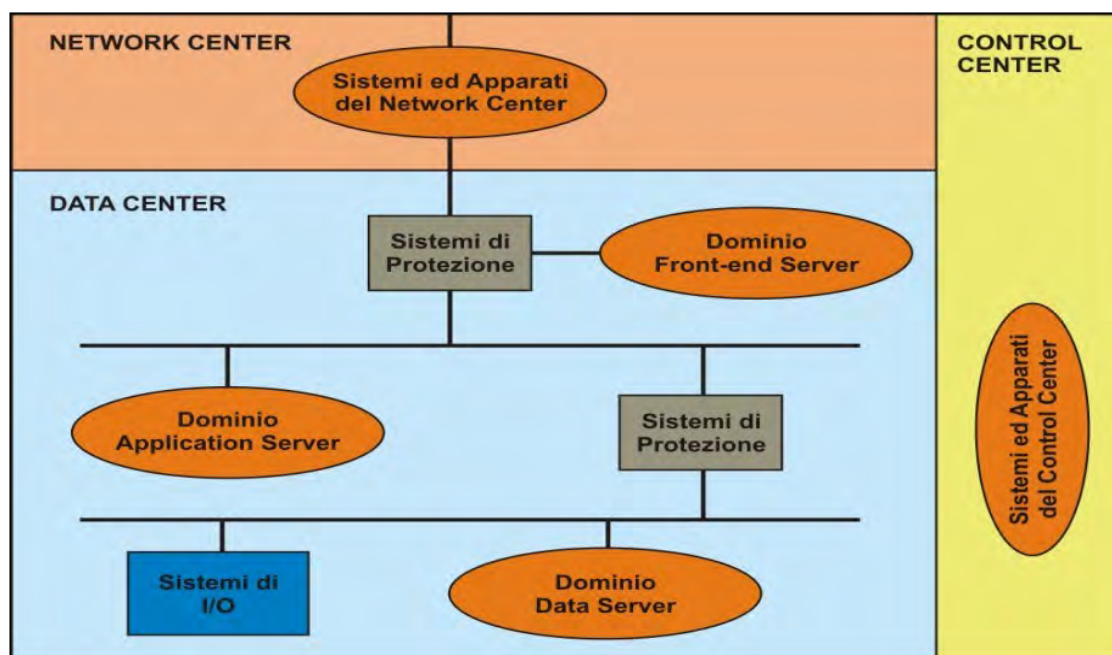 NETWORK CENTER
Sistemi ed Apparati
del Network Center
CONTROL
CENTER
DATA CENTER
Sistemi di
Protezione
Dominio
Front-end Server
Dominio
Application Server
Sistemi di
Protezione
Sistemi ed Apparati
del Control Center
Sistemi di
I/O
Dominio
Data Server